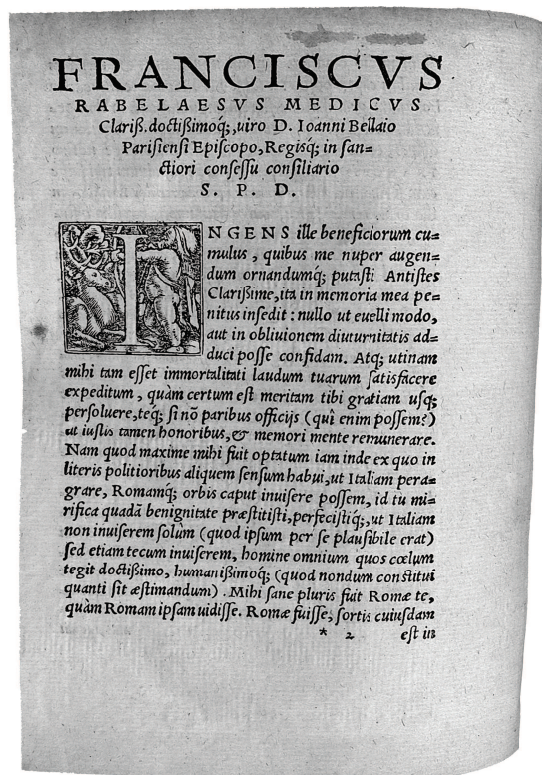 FRANCISCVS
RABELAESVS MEDICVS
Clariß. doctißimoq́;, uiro D. Ioanni Bellaio
Parisiensi Episcopo, Regisq́; in san=
ctiori consessu consiliario
S. P. D.
INGENS ille beneficiorum cu=
mulus, quibus me nuper augen=
dum ornandumq́; putasti Antistes
Clarißime, ita in memoria mea pe=
nitus insedit: nullo ut euelli modo,
aut in obliuionem diuturnitatis ad=
duci posse confidam. Atq; utinam
mihi tam esset immortalitati laudum tuarum satisfacere
expeditum, quàm certum est meritam tibi gratiam usq;
persoluere, teq́; si nō paribus officijs (quî enim possem?)
at iustis tamen honoribus, & memori mente remunerare.
Nam quod maxime mihi fuit optatum iam inde ex quo in
literis politioribus aliquem sensum habui, ut Italiam pera=
grare, Romamq́; orbis caput inuisere possem, id tu mi=
rifica quadā benignitate præstitisti, perfecistiq́;, ut Italiam
non inuiserem solùm (quod ipsum per se plausibile erat)
sed etiam tecum inuiserem, homine omnium quos cœlum
tegit doctißimo, humanißimoq́; (quod nondum constitui
quanti sit æstimandum). Mihi sane pluris fuit Romæ te,
quàm Romam ipsam uidisse. Romæ fuisse, sortis cuiusdam
* 2 est in